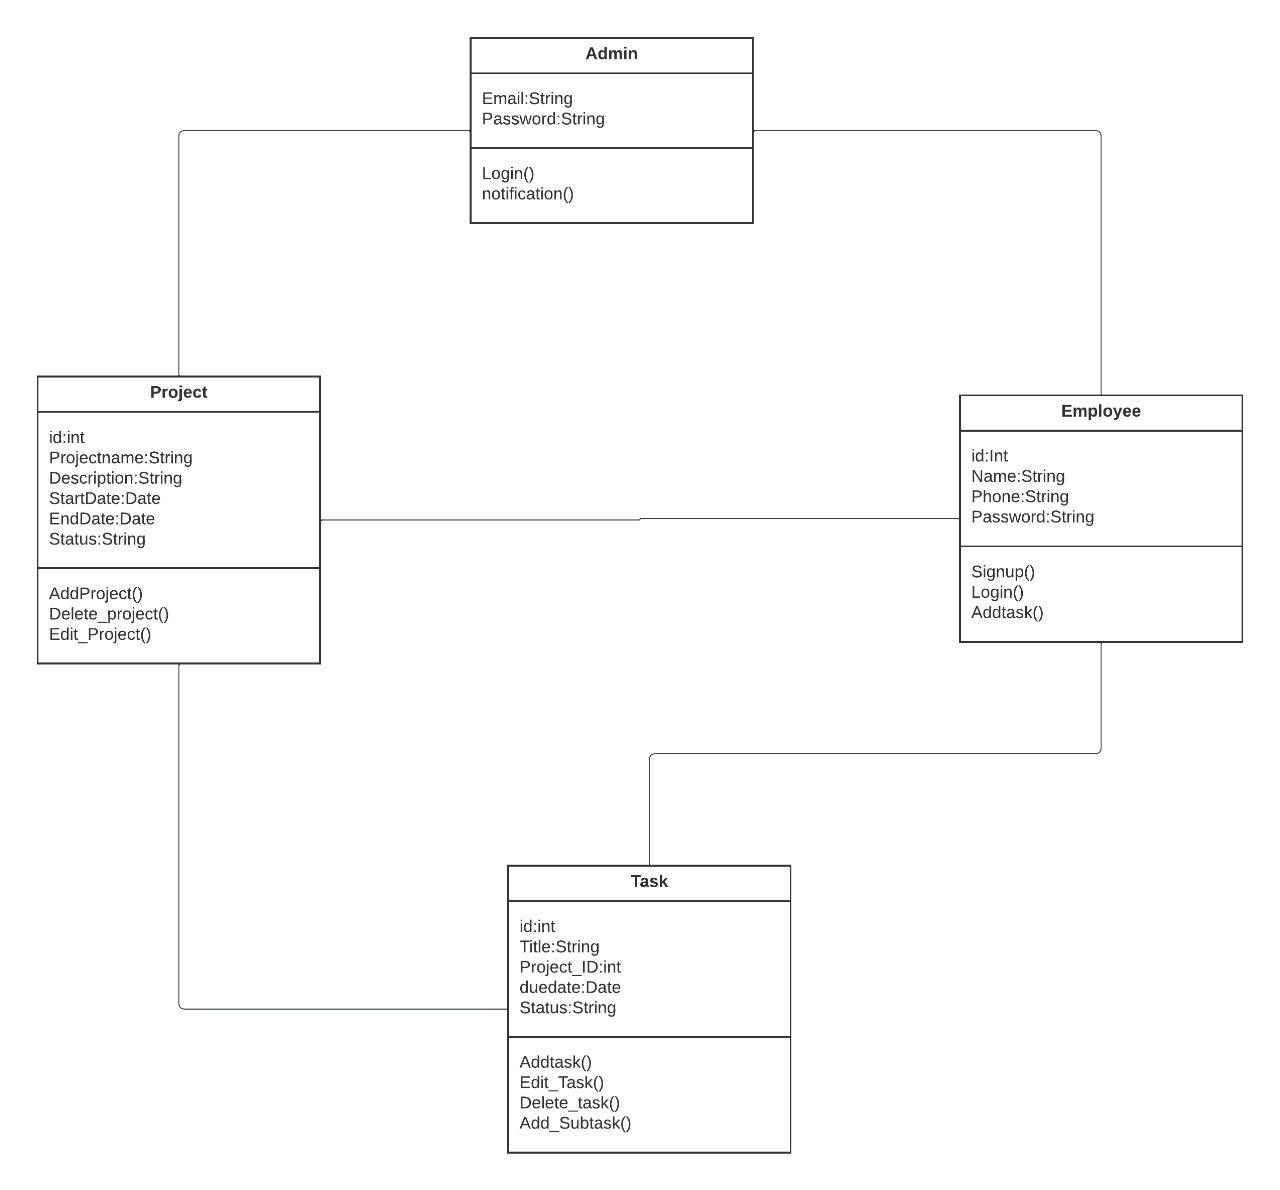 Admin
Email:String
Password:String
Login()
notification()
Project
id:int
Projectname:String
Description:String
StartDate:Date
EndDate:Date
Status:String
AddProject()
Delete_project()
Edit_Project()
Employee
id:Int
Name:String
Phone:String
Password:String
Signup()
Login()
Addtask()
Task
id:int
Title:String
Project_ID:int
duedate:Date
Status:String
Addtask()
Edit_Task()
Delete_task()
Add_Subtask()